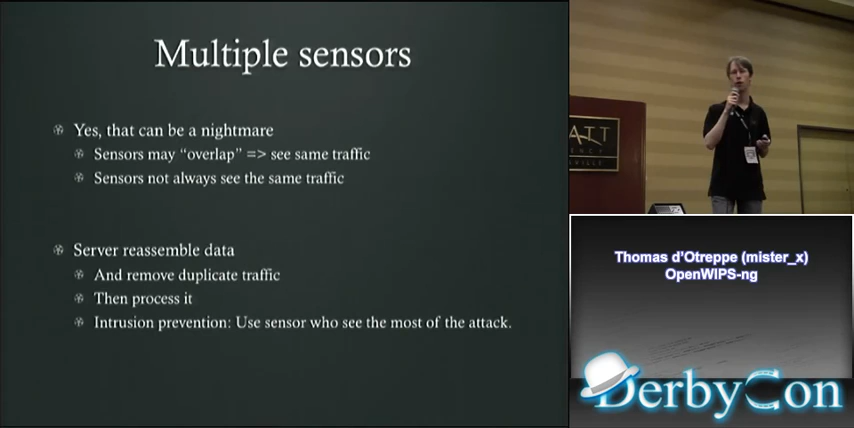 Multiple sensors
Yes, that can be a nightmare
Sensors may “overlap” => see same traffic
Sensors not always see the same traffic
Server reassemble data
And remove duplicate traffic
Then process it
Intrusion prevention: Use sensor who see the most of the attack.
ATT
Thomas d’Otreppe (mister_x)
OpenWIPS-ng
DerbyCon